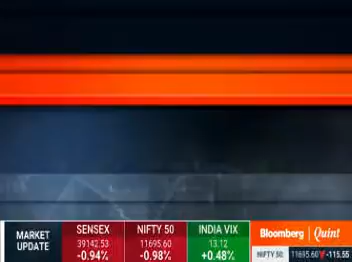 MARKET
UPDATE
SENSEX
39142.53
-0.94%
NIFTY 50
11695.60
-0.98%
INDIA VIX
13.12
+0.48%
Bloomberg | Quint
NIFTY 50 11695.60 ▼ -115.55